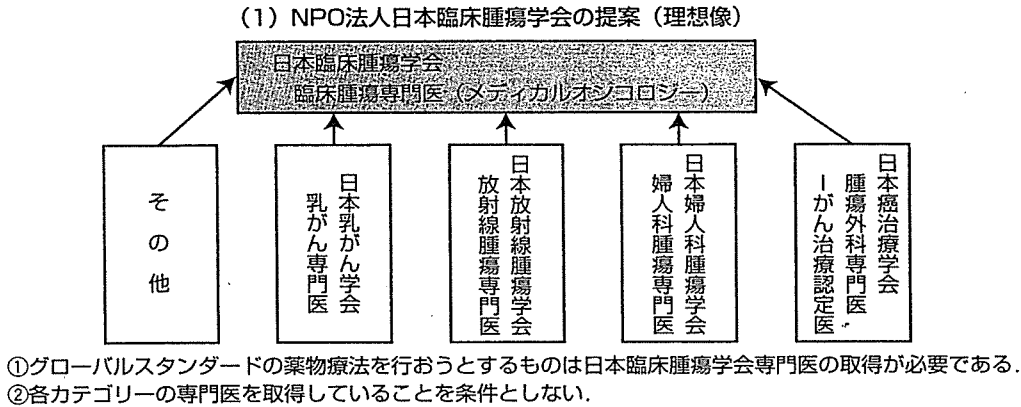 (1) NPO法人日本臨床腫瘍学会の提案（理想像）
日本臨床腫瘍学会
臨床腫瘍専門医（メディカルオンコロジー）
その他
日本乳がん学会
乳がん専門医
日本放射線腫瘍学会
放射線腫瘍専門医
日本婦人科腫瘍学会
婦人科腫瘍専門医
日本癌治療学会
腫瘍外科専門医
ーがん治療認定医
①グローバルスタンダードの薬物療法を行おうとするものは日本臨床腫瘍学会専門医の取得が必要である.
②各カテゴリーの専門医を取得していることを条件としない.